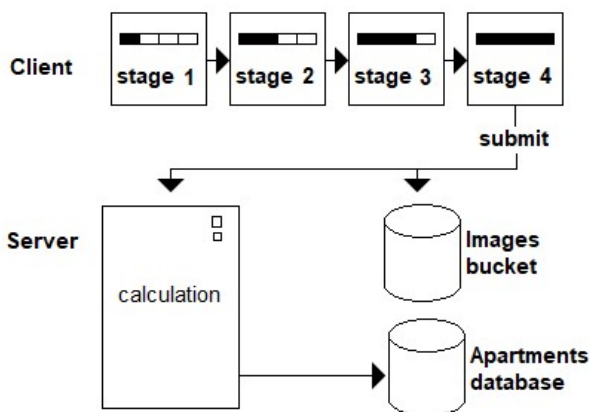 Client
stage 1
stage 2
stage 3
stage 4
submit
Server
calculation
Images
bucket
Apartments
database